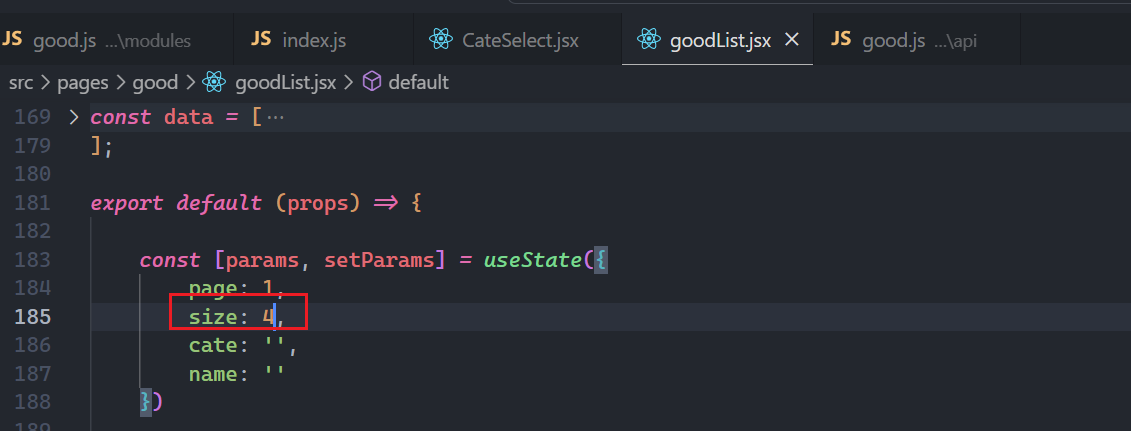 JS good.js ...\modules JS index.js CateSelect.jsx goodList.jsx × JS good.js ...\api
src > pages > good > goodList.jsx > default
169 > const data = [ ···
179 ];
180
181 export default (props) => {
182
183 const [params, setParams] = useState({
184 page: 1,
185 size: 4,
186 cate: '',
187 name: ''
188 })
189